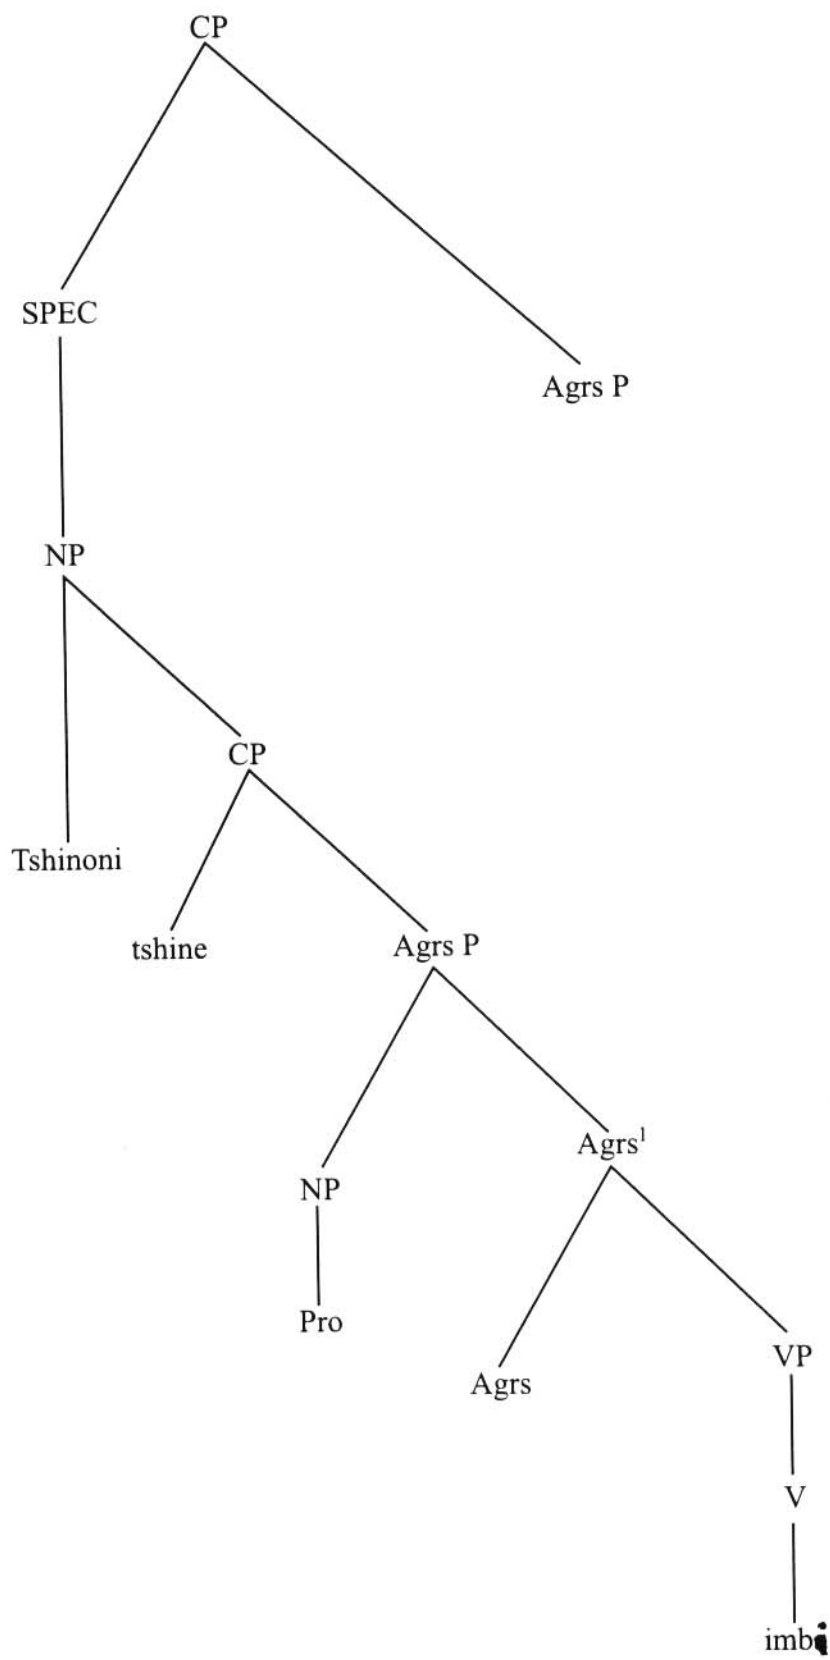 CP
SPEC
Agrs P
NP
CP
Tshinoni
tshine
Agrs P
Agrs¹
NP
Pro
Agrs
VP
V